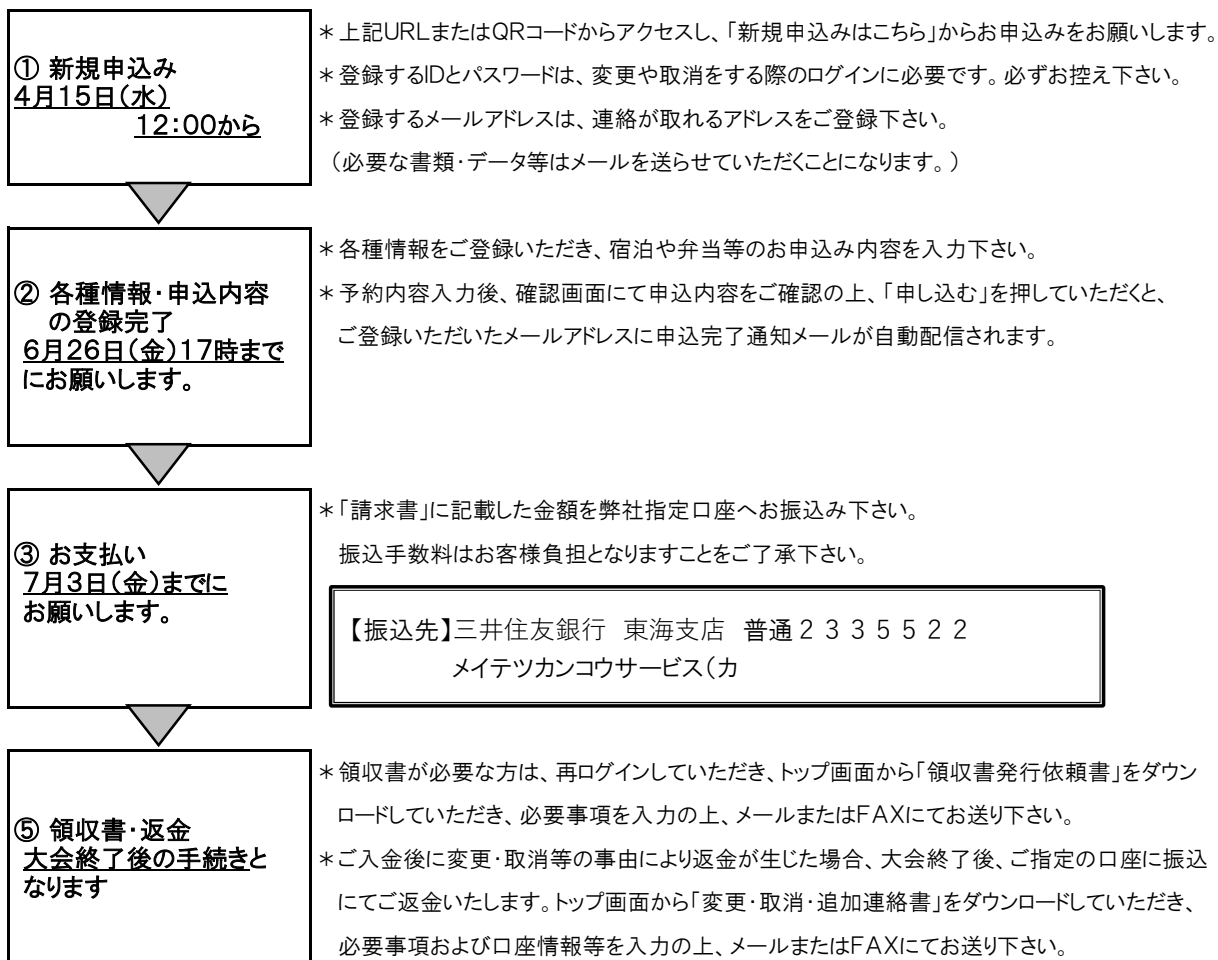 ① 新規申込み
4月15日(水)
12:00から
＊上記URLまたはQRコードからアクセスし、「新規申込みはこちら」からお申込みをお願いします。
＊登録するIDとパスワードは、変更や取消をする際のログインに必要です。必ずお控え下さい。
＊登録するメールアドレスは、連絡が取れるアドレスをご登録下さい。
（必要な書類・データ等はメールを送らせていただくことになります。）
② 各種情報・申込内容
の登録完了
6月26日(金)17時まで
にお願いします。
＊各種情報をご登録いただき、宿泊や弁当等のお申込み内容を入力下さい。
＊予約内容入力後、確認画面にて申込内容をご確認の上、「申し込む」を押していただくと、
ご登録いただいたメールアドレスに申込完了通知メールが自動配信されます。
③ お支払い
7月3日(金)までに
お願いします。
＊「請求書」に記載した金額を弊社指定口座へお振込み下さい。
振込手数料はお客様負担となりますことをご了承下さい。
【振込先】三井住友銀行　東海支店　普通２３３５５２２
メイテツカンコウサービス(カ
⑤ 領収書・返金
大会終了後の手続きと
なります
＊領収書が必要な方は、再ログインしていただき、トップ画面から「領収書発行依頼書」をダウン
ロードしていただき、必要事項を入力の上、メールまたはFAXにてお送り下さい。
＊ご入金後に変更・取消等の事由により返金が生じた場合、大会終了後、ご指定の口座に振込
にてご返金いたします。トップ画面から「変更・取消・追加連絡書」をダウンロードしていただき、
必要事項および口座情報等を入力の上、メールまたはFAXにてお送り下さい。